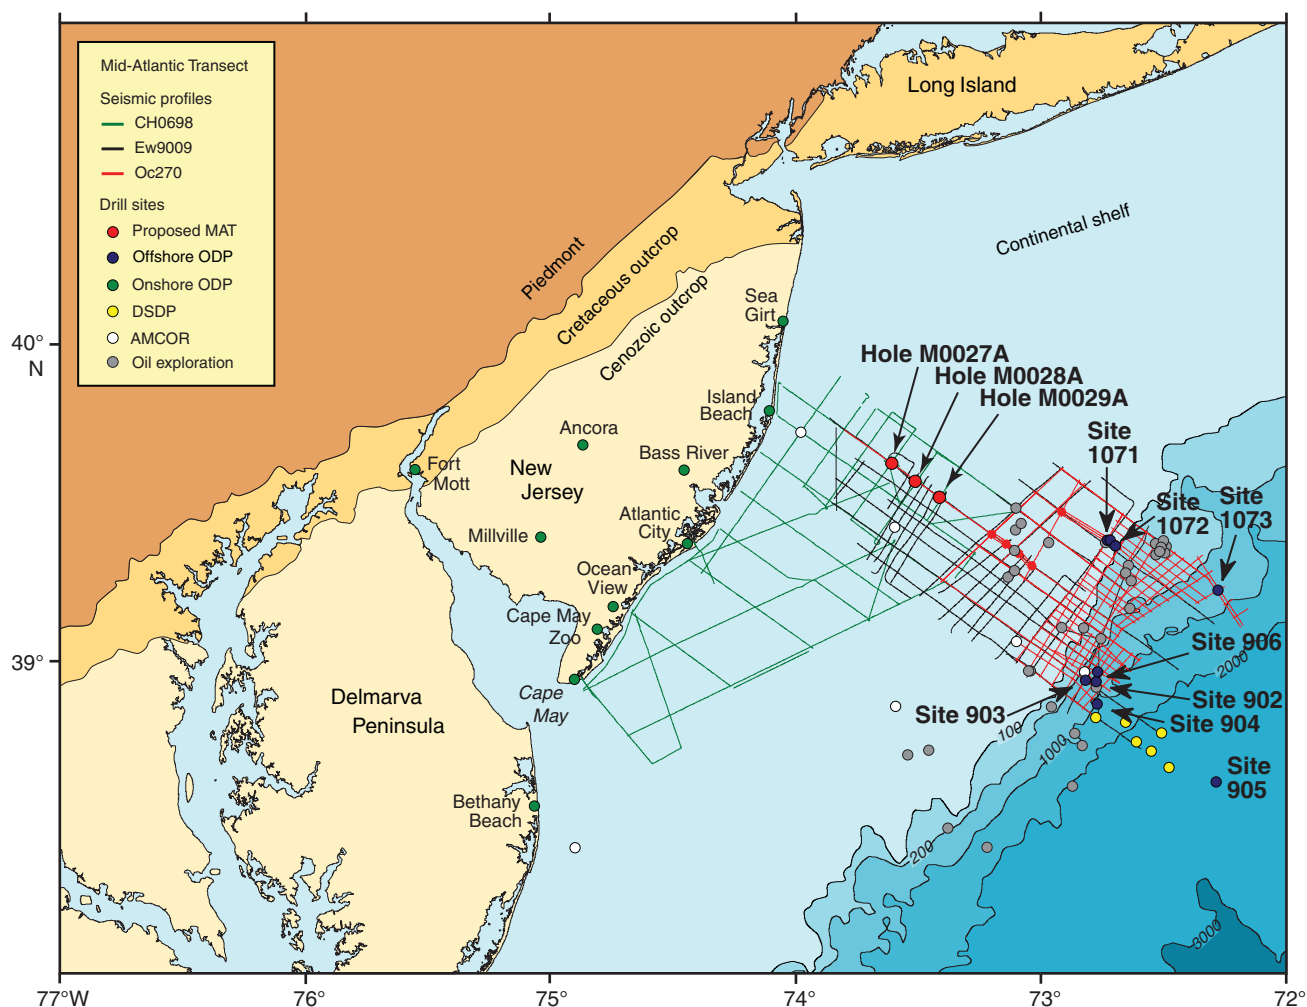 Mid-Atlantic Transect
Seismic profiles
CH0698
Ew9009
Oc270
Drill sites
Proposed MAT
Offshore ODP
Onshore ODP
DSDP
AMCOR
Oil exploration
Long Island
Continental shelf
Piedmont
Cretaceous outcrop
Cenozoic outcrop
Sea
Girt
40°
N
Hole M0027A
Hole M0028A
Hole M0029A
Island
Beach
Ancora
Bass River
Site
1071
Fort
Mott
New
Jersey
Site
1072
Site
1073
Atlantic
City
Millville
Ocean
View
Cape May
Zoo
39°
Site 906
2000
Delmarva
Peninsula
Cape
May
Site 902
Site 903
Site 904
100
1000
Site
905
Bethany
Beach
200
3000
77°W
76°
75°
74°
73°
72°